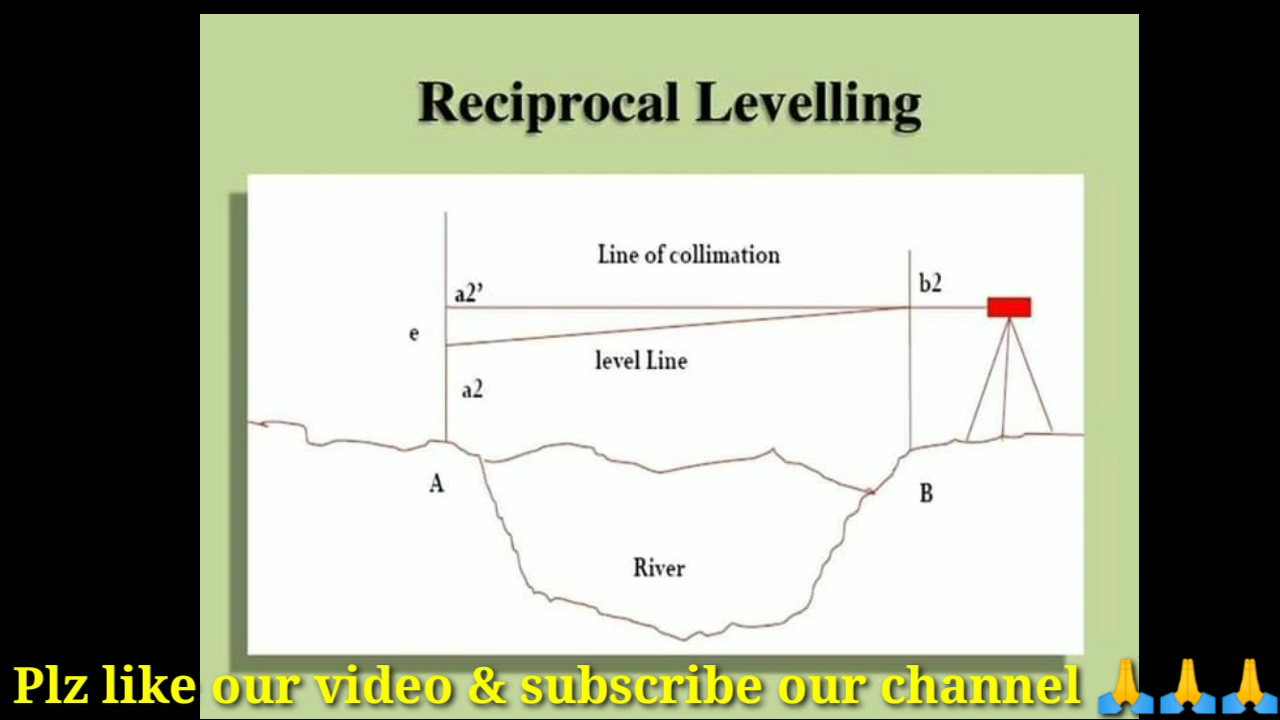 Reciprocal Levelling
Line of collimation
a2’
b2
e
level Line
a2
A
B
River
Plz like our video & subscribe our channel 🙏🙏🙏